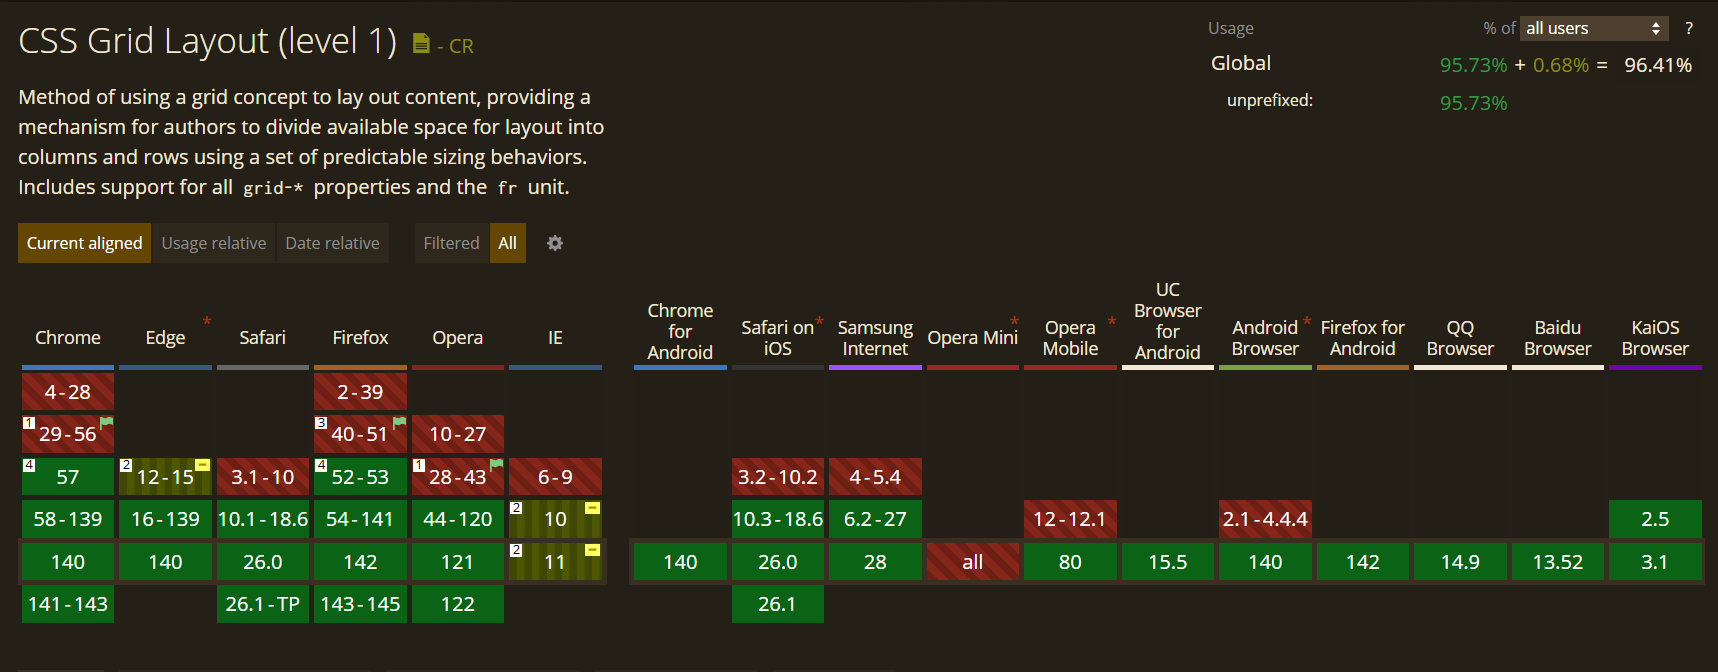 CSS Grid Layout (level 1) - CR
Usage % of all users ?
Global 95.73% + 0.68% = 96.41%
unprefixed: 95.73%
Method of using a grid concept to lay out content, providing a
mechanism for authors to divide available space for layout into
columns and rows using a set of predictable sizing behaviors.
Includes support for all grid-* properties and the fr unit.
Current aligned Usage relative Date relative Filtered All
Chrome
Edge *
Safari
Firefox
Opera
IE
Chrome
for
Android
Safari on *
iOS
Samsung
Internet
Opera Mini *
Opera *
Mobile
UC
Browser
for
Android
Android *
Browser
Firefox for
Android
QQ
Browser
Baidu
Browser
KaiOS
Browser
4-28 2-39
1 29-56 3 40-51 10-27
4 57 2 12-15 3.1-10 4 52-53 1 28-43 6-9 3.2-10.2 4-5.4
58-139 16-139 10.1-18.6 54-141 44-120 2 10 10.3-18.6 6.2-27 12-12.1 2.1-4.4.4 2.5
140 140 26.0 142 121 2 11 140 26.0 28 all 80 15.5 140 142 14.9 13.52 3.1
141-143 26.1-TP 143-145 122 26.1